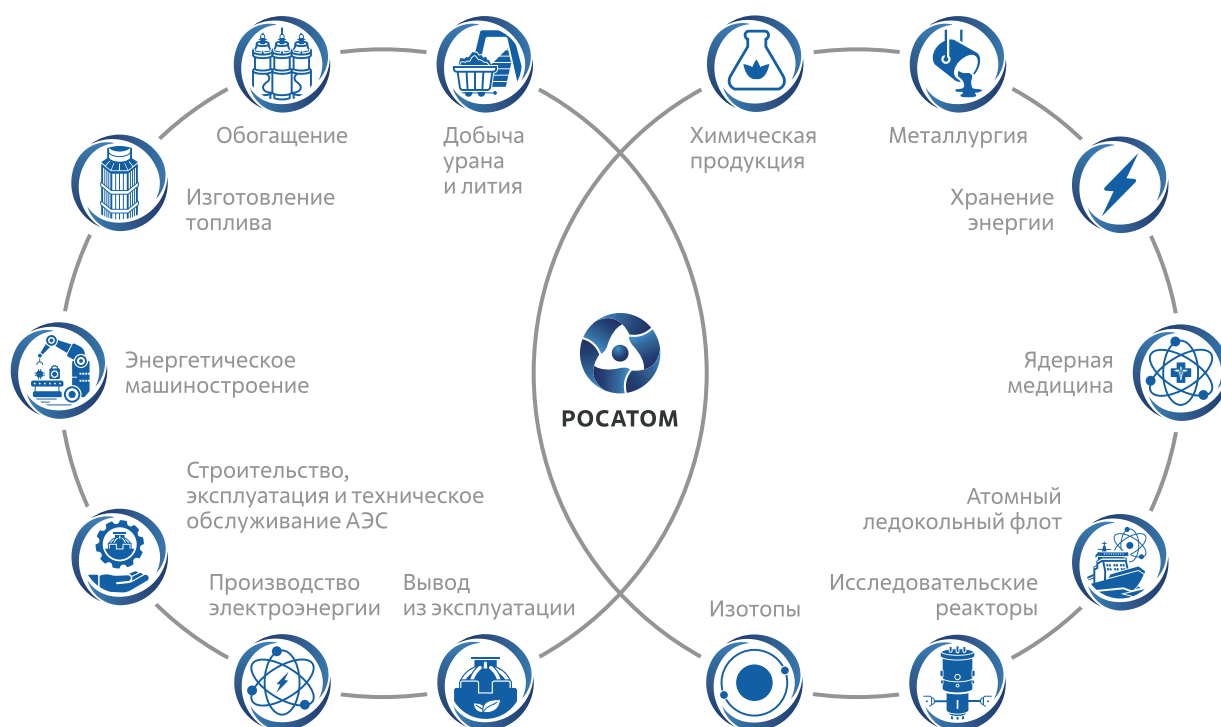 Обогащение
Добыча
урана
и лития
Химическая
продукция
Металлургия
Изготовление
топлива
Хранение
энергии
Энергетическое
машиностроение
РОСАТОМ
Ядерная
медицина
Строительство,
эксплуатация и техническое
обслуживание АЭС
Атомный
ледокольный флот
Производство
электроэнергии
Вывод
из эксплуатации
Изотопы
Исследовательские
реакторы